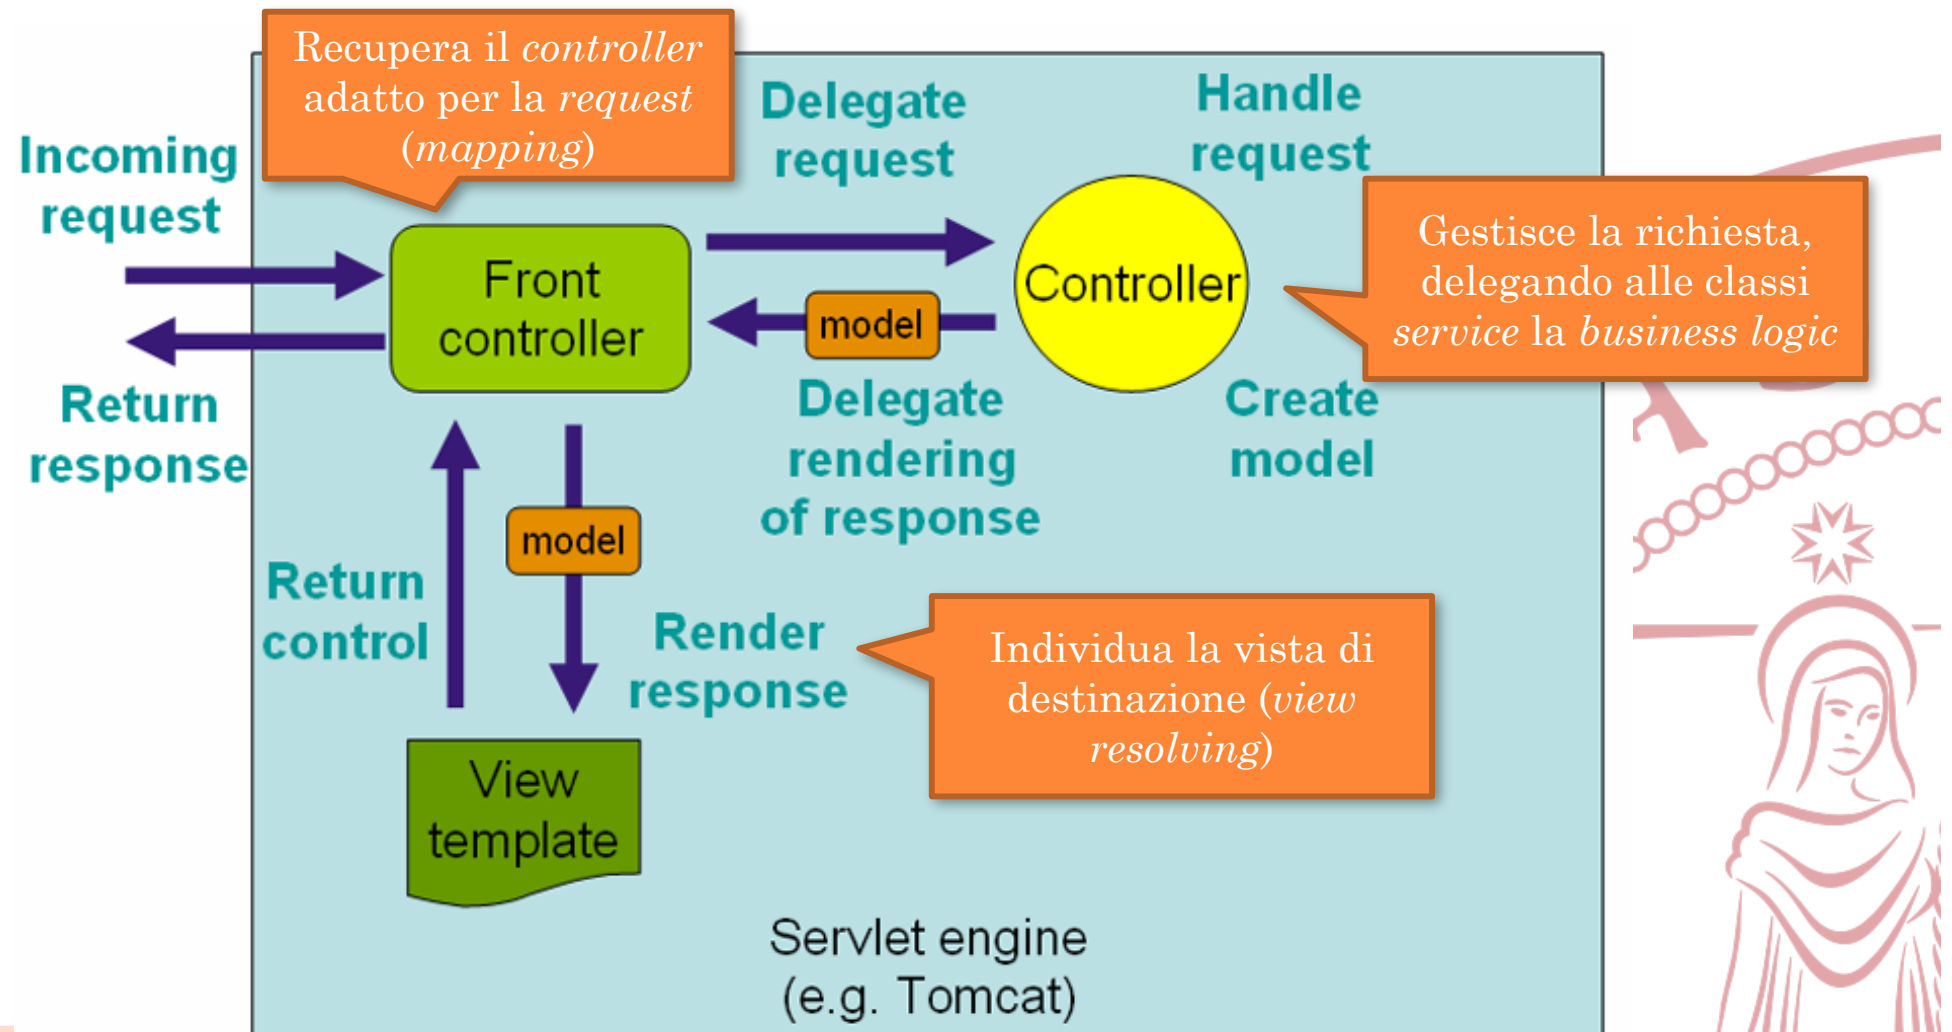 Recupera il controller
adatto per la request
(mapping)
Incoming
request
Delegate
request
Handle
request
Front
controller
Controller
model
Gestisce la richiesta,
delegando alle classi
service la business logic
Return
response
Delegate
rendering
of response
Create
model
model
Return
control
Render
response
Individua la vista di
destinazione (view
resolving)
View
template
Servlet engine
(e.g. Tomcat)